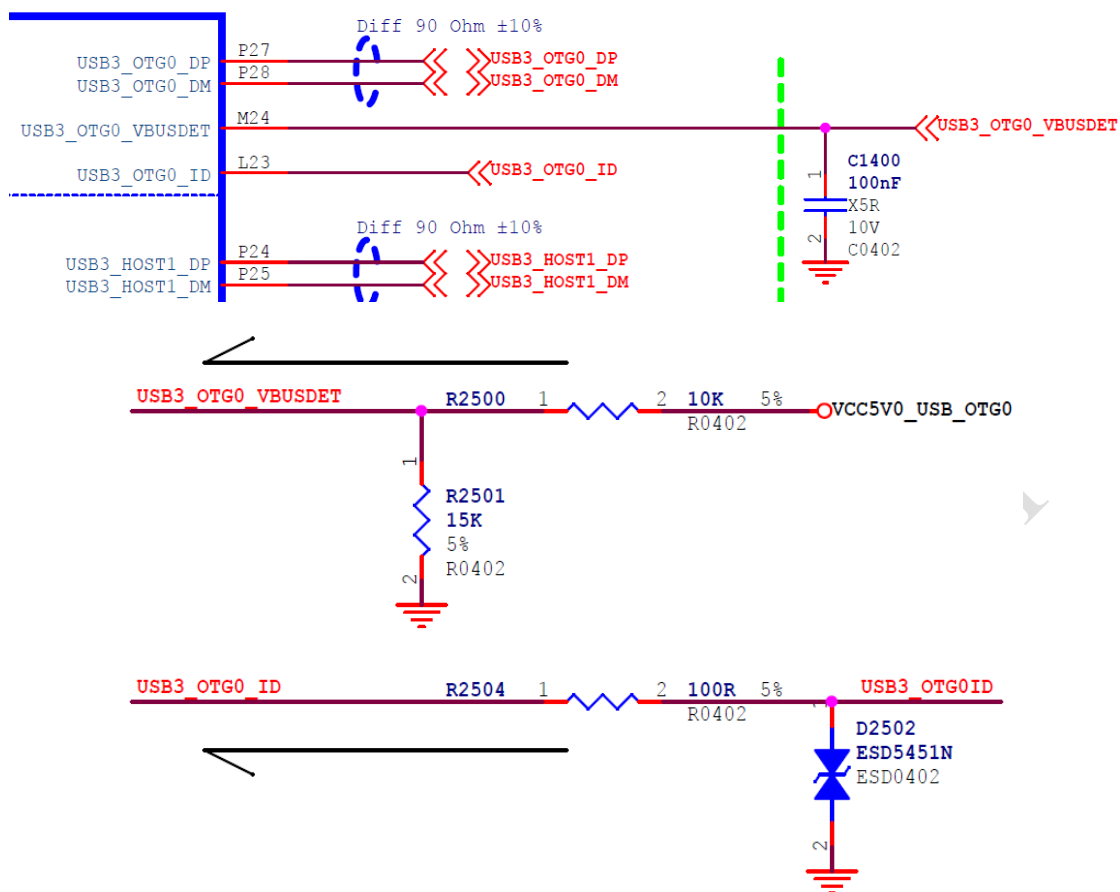 Diff 90 Ohm ±10%
USB3_OTG0_DP P27 USB3_OTG0_DP
USB3_OTG0_DM P28 USB3_OTG0_DM
USB3_OTG0_VBUSDET M24 USB3_OTG0_VBUSDET
USB3_OTG0_ID L23 USB3_OTG0_ID
C1400
1 100nF
X5R
2 10V
C0402
Diff 90 Ohm ±10%
USB3_HOST1_DP P24 USB3_HOST1_DP
USB3_HOST1_DM P25 USB3_HOST1_DM
USB3_OTG0_VBUSDET R2500 1 2 10K 5% VCC5V0_USB_OTG0
R0402
1
R2501
15K
5%
2 R0402
USB3_OTG0_ID R2504 1 2 100R 5% USB3_OTG0ID
R0402
D2502
ESD5451N
ESD0402
2